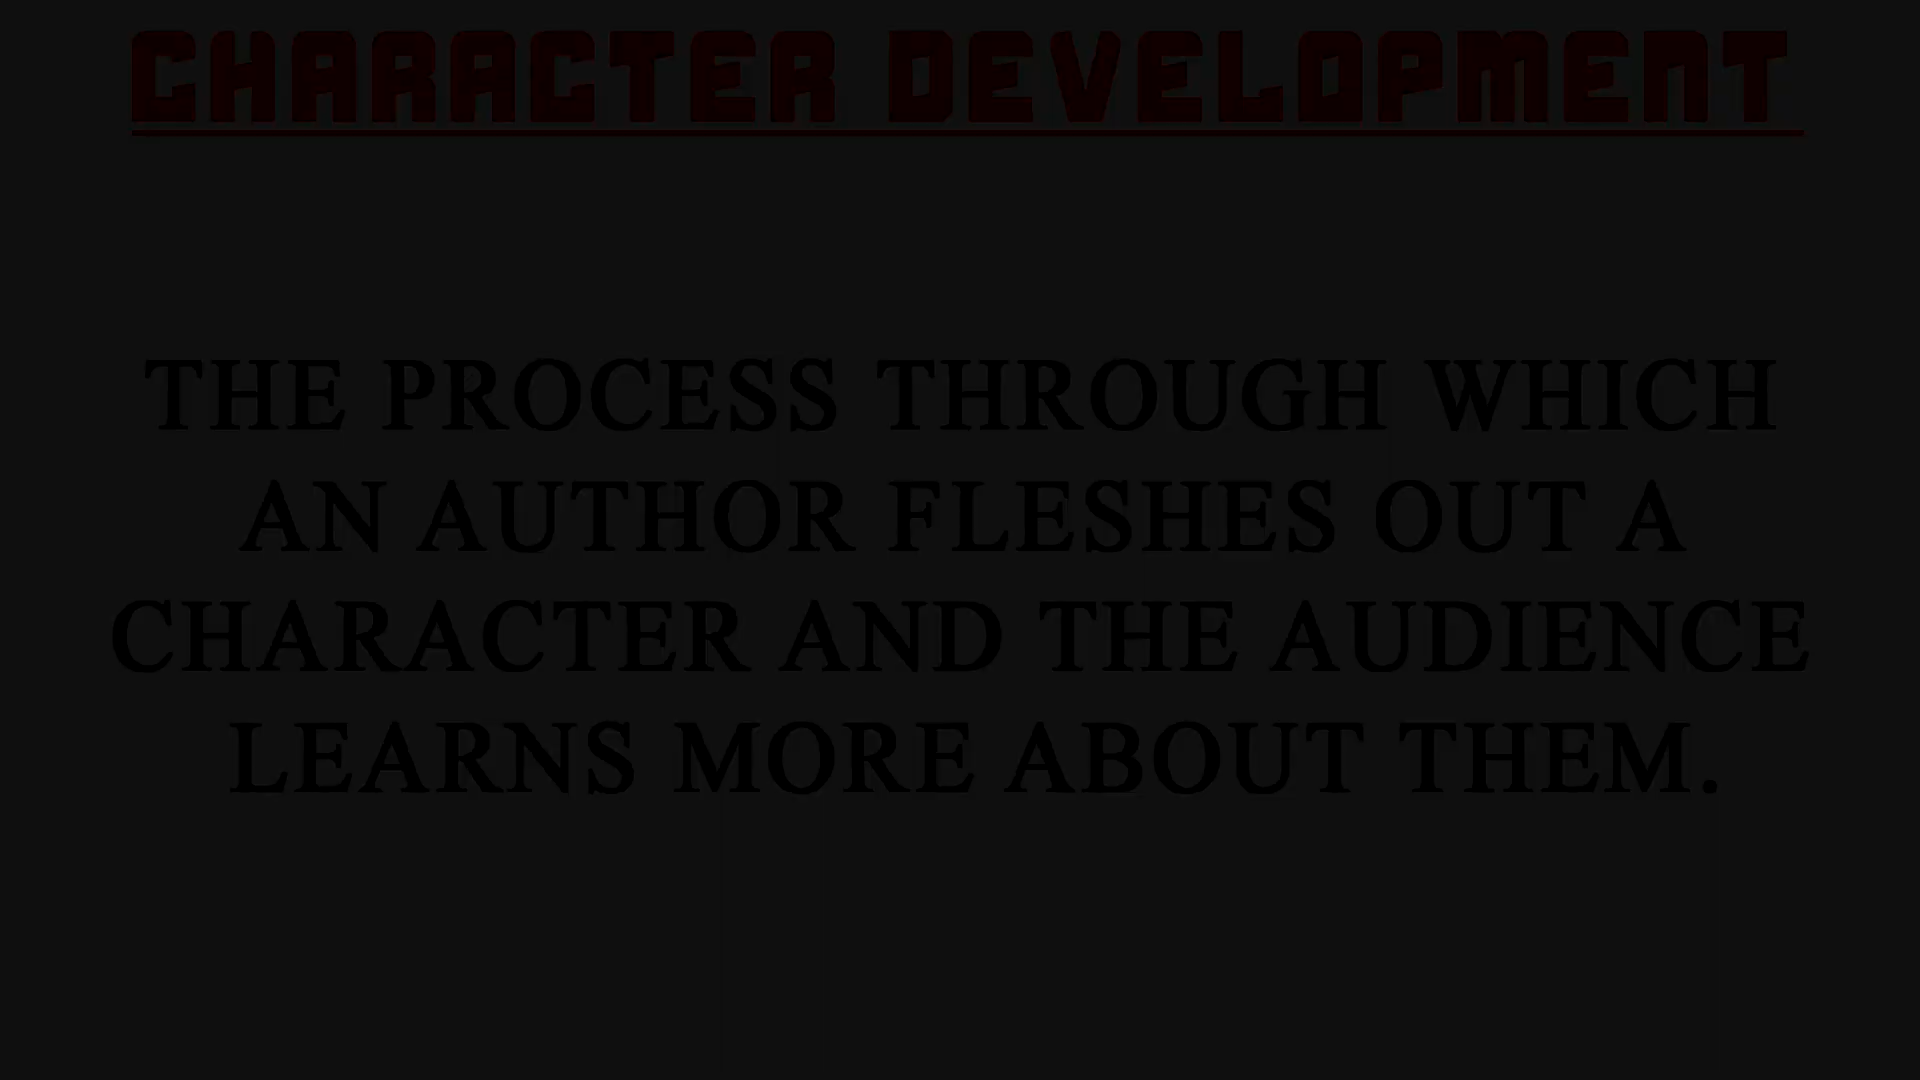 CHARACTER DEVELOPMENT
THE PROCESS THROUGH WHICH
AN AUTHOR FLESHES OUT A
CHARACTER AND THE AUDIENCE
LEARNS MORE ABOUT THEM.